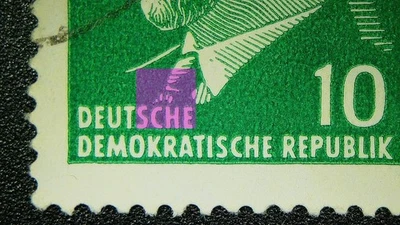 10
DEUTSCHE
DEMOKRATISCHE REPUBLIK